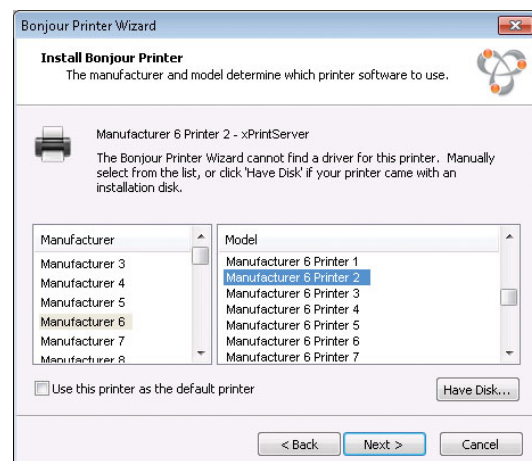 Bonjour Printer Wizard
Install Bonjour Printer
The manufacturer and model determine which printer software to use.
Manufacturer 6 Printer 2 - xPrintServer
The Bonjour Printer Wizard cannot find a driver for this printer. Manually
select from the list, or click 'Have Disk' if your printer came with an
installation disk.
Manufacturer
Manufacturer 3
Manufacturer 4
Manufacturer 5
Manufacturer 6
Manufacturer 7
Manufacturer 8
Model
Manufacturer 6 Printer 1
Manufacturer 6 Printer 2
Manufacturer 6 Printer 3
Manufacturer 6 Printer 4
Manufacturer 6 Printer 5
Manufacturer 6 Printer 6
Manufacturer 6 Printer 7
Use this printer as the default printer
Have Disk...
< Back
Next >
Cancel